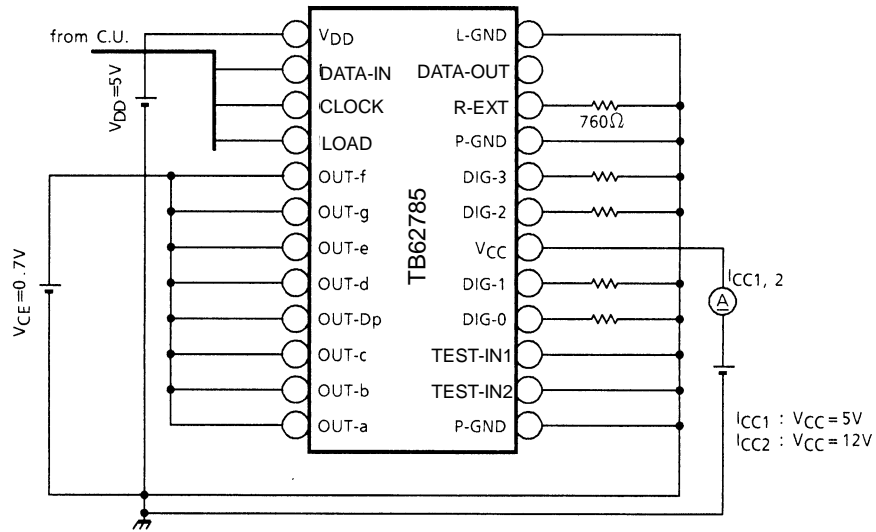 from C.U.
VDD=5V
VCE=0.7V
VDD
DATA-IN
CLOCK
LOAD
OUT-f
OUT-g
OUT-e
OUT-d
OUT-Dp
OUT-c
OUT-b
OUT-a
TB62785
L-GND
DATA-OUT
R-EXT
P-GND
DIG-3
DIG-2
VCC
DIG-1
DIG-0
TEST-IN1
TEST-IN2
P-GND
760Ω
ICC1, 2
A
ICC1 : VCC=5V
ICC2 : VCC=12V